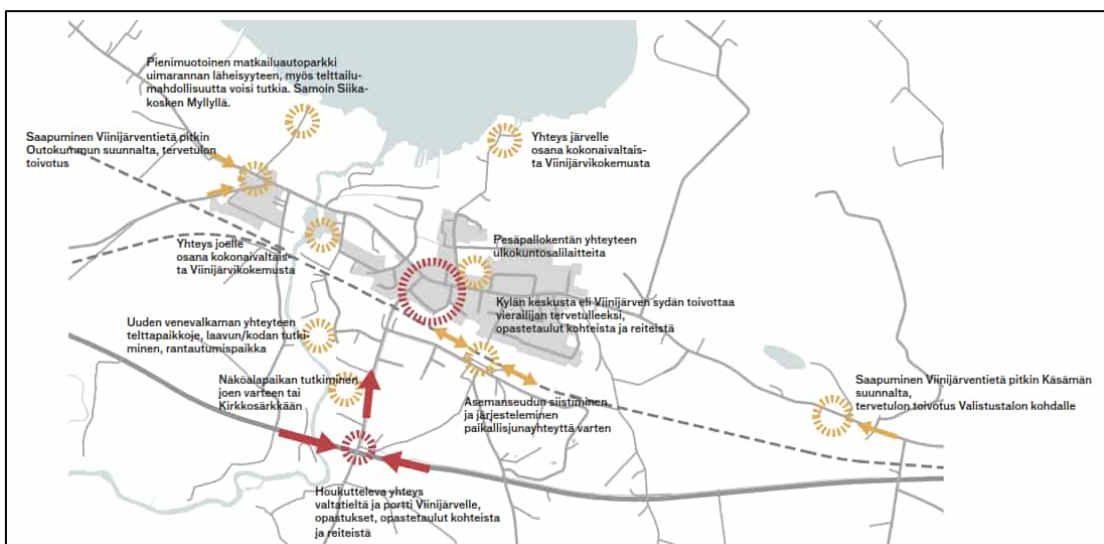 Pienimuotoinen matkailuautoparkki
uimarannan läheisyyteen, myös telttailu-
mahdollisuutta voisi tutkia. Samoin Siika-
kosken Myllyllä.
Saapuminen Viinijärventietä pitkin
Outokummun suunnalta, tervetulon
toivotus
Yhteys järvelle
osana kokonaivaltais-
ta Viinijärvikokemusta
Yhteys joelle
osana kokonaivaltais-
ta Viinijärvikokemusta
Pesäpallokentän yhteyteen
ulkokuntosalilaitteita
Kylän keskusta eli Viinijärven sydän toivottaa
vierailijan tervetulleeksi,
opastetaulut kohteista ja reiteistä
Uuden venevalkaman yhteyteen
telttapaikkoje, laavun/kodan tutki-
minen, rantautumispaikka
Näköalapaikan tutkiminen
joen varteen tai
Kirkkosärkkään
Asemanseudun siistiminen
ja järjesteleminen
paikallisjunayhteyttä varten
Saapuminen Viinijärventietä pitkin Käsämän
suunnalta,
tervetulon toivotus Valistustalon kohdalle
Houkutteleva yhteys
valtatieltä ja portti Viinijärvelle,
opastukset, opastetaulut kohteista
ja reiteistä